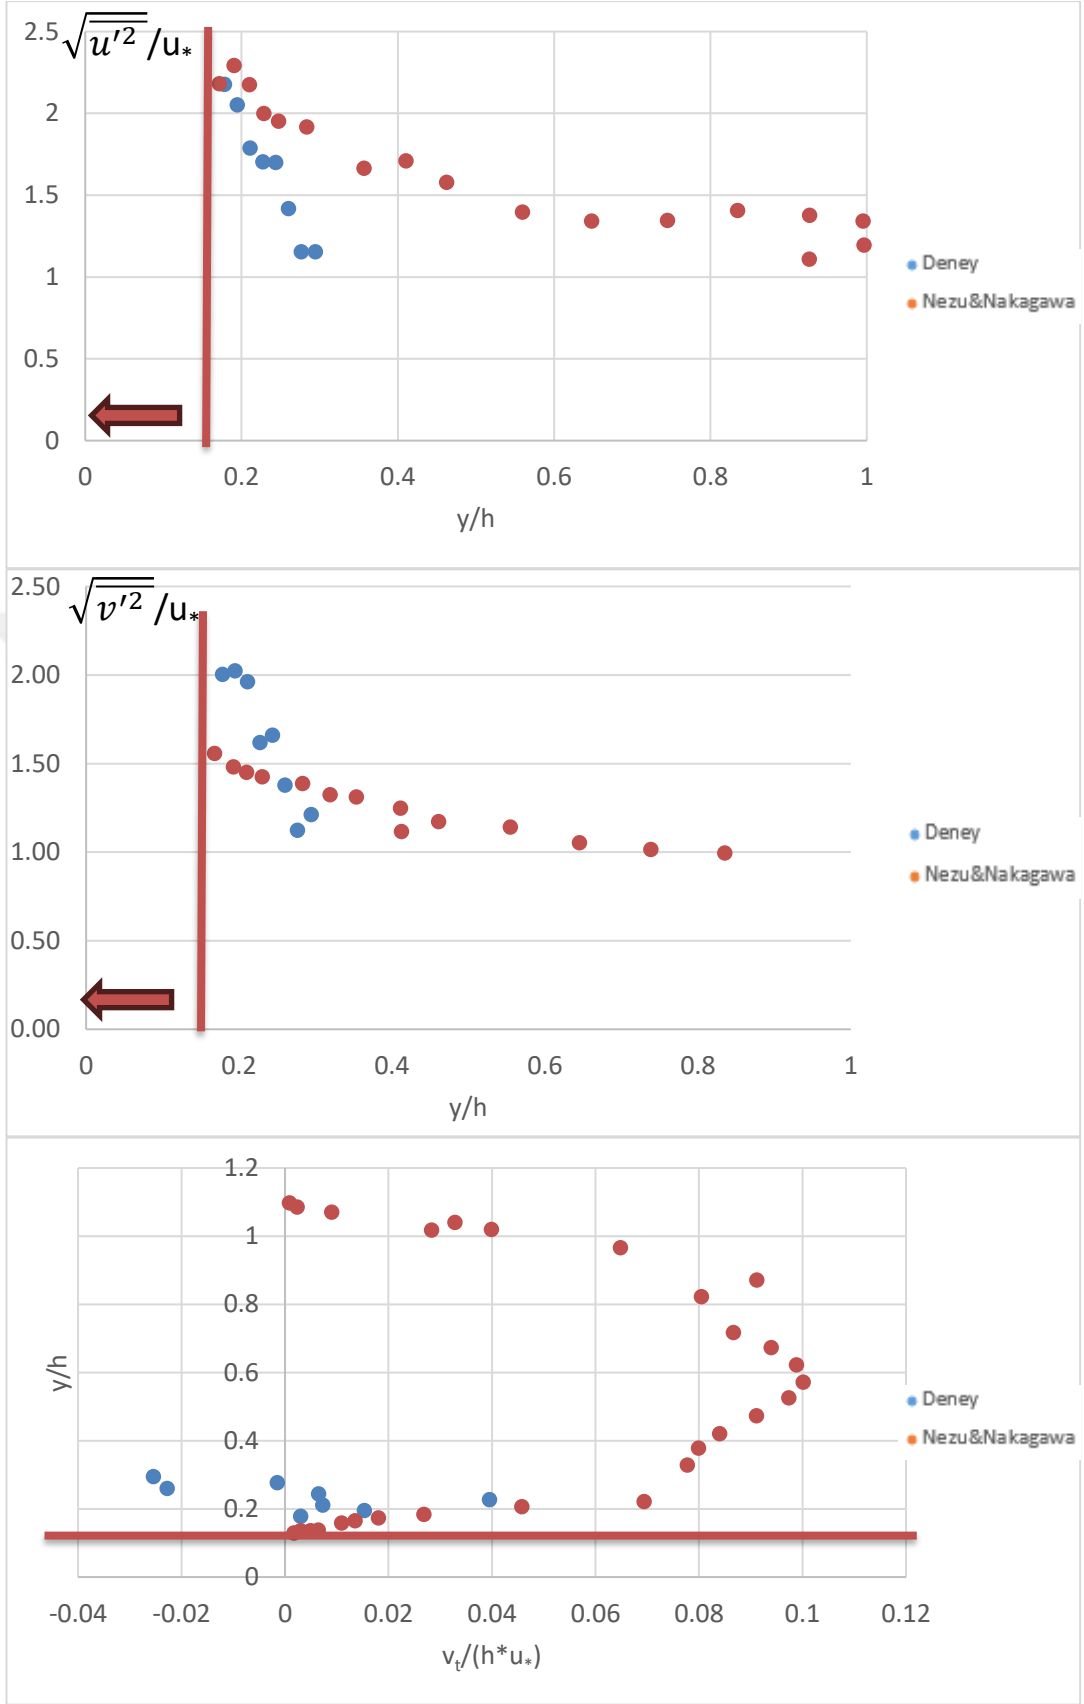 √u′² /u*
2.5
2
1.5
1
0.5
0
0 0.2 0.4 0.6 0.8 1
y/h
Deney
Nezu&Nakagawa
√v′² /u*
2.50
2.00
1.50
1.00
0.50
0.00
0 0.2 0.4 0.6 0.8 1
y/h
Deney
Nezu&Nakagawa
y/h
1.2
1
0.8
0.6
0.4
0.2
0
-0.04 -0.02 0 0.02 0.04 0.06 0.08 0.1 0.12
vt/(h*u*)
Deney
Nezu&Nakagawa